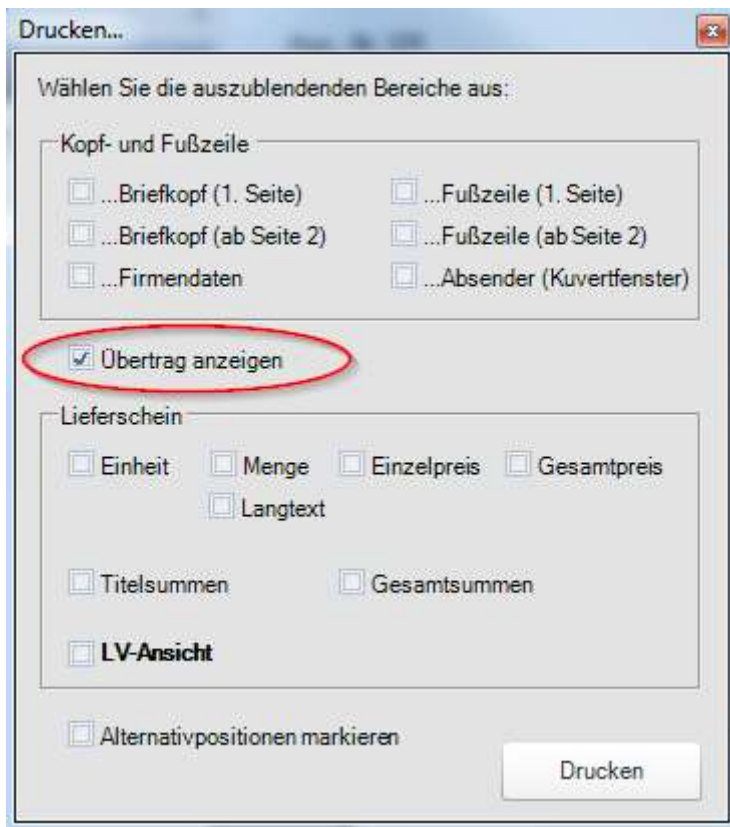 Drucken...
Wählen Sie die auszublendenden Bereiche aus:
Kopf- und Fußzeile
...Briefkopf (1. Seite) ...Fußzeile (1. Seite)
...Briefkopf (ab Seite 2) ...Fußzeile (ab Seite 2)
...Firmendaten ...Absender (Kuvertfenster)
Übertrag anzeigen
Lieferschein
Einheit Menge Einzelpreis Gesamtpreis
Langtext
Titelsummen Gesamtsummen
LV-Ansicht
Alternativpositionen markieren
Drucken